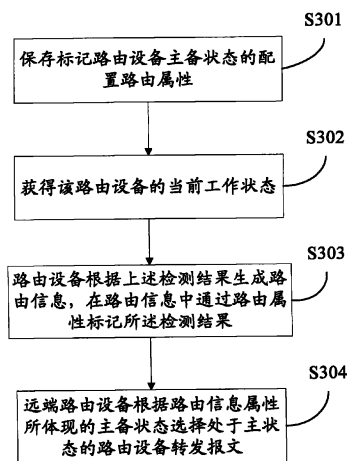 S301
保存标记路由设备主备状态的配
置路由属性
S302
获得该路由设备的当前工作状态
S303
路由设备根据上述检测结果生成路
由信息，在路由信息中通过路由属
性标记所述检测结果
S304
远端路由设备根据路由信息属性
所体现的主备状态选择处于主状
态的路由设备转发报文